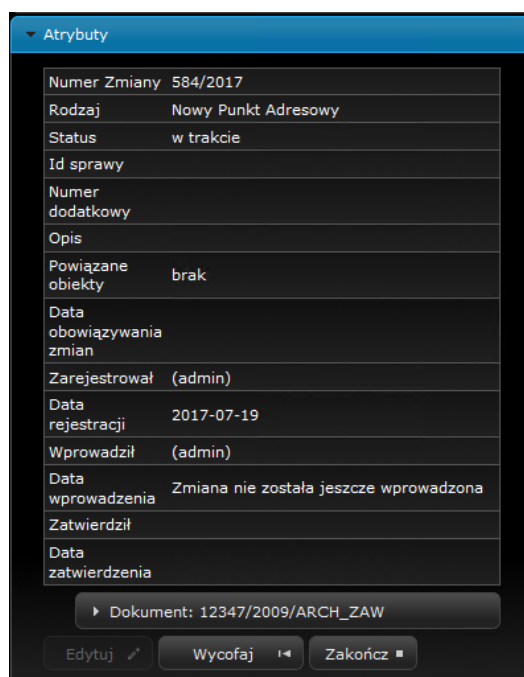 Atrybuty
Numer Zmiany 584/2017
Rodzaj Nowy Punkt Adresowy
Status w trakcie
Id sprawy
Numer
dodatkowy
Opis
Powiązane
obiekty brak
Data
obowiązywania
zmian
Zarejestrował (admin)
Data
rejestracji 2017-07-19
Wprowadził (admin)
Data
wprowadzenia Zmiana nie została jeszcze wprowadzona
Zatwierdził
Data
zatwierdzenia
Dokument: 12347/2009/ARCH_ZAW
Edytuj Wycofaj Zakończ